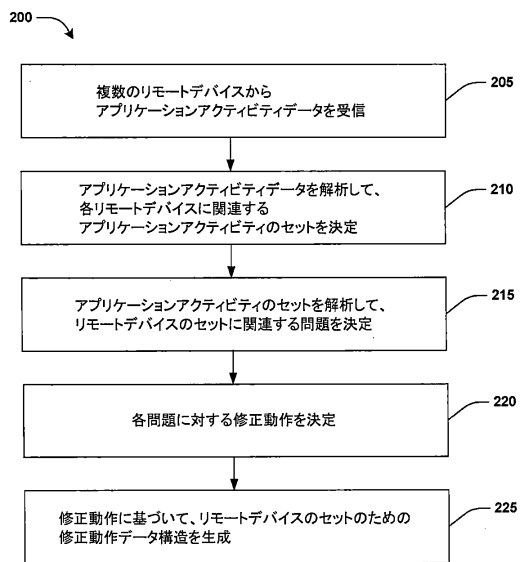 200
複数のリモートデバイスから
アプリケーションアクティビティデータを受信
205
アプリケーションアクティビティデータを解析して、
各リモートデバイスに関連する
アプリケーションアクティビティのセットを決定
210
アプリケーションアクティビティのセットを解析して、
リモートデバイスのセットに関連する問題を決定
215
各問題に対する修正動作を決定
220
修正動作に基づいて、リモートデバイスのセットのための
修正動作データ構造を生成
225